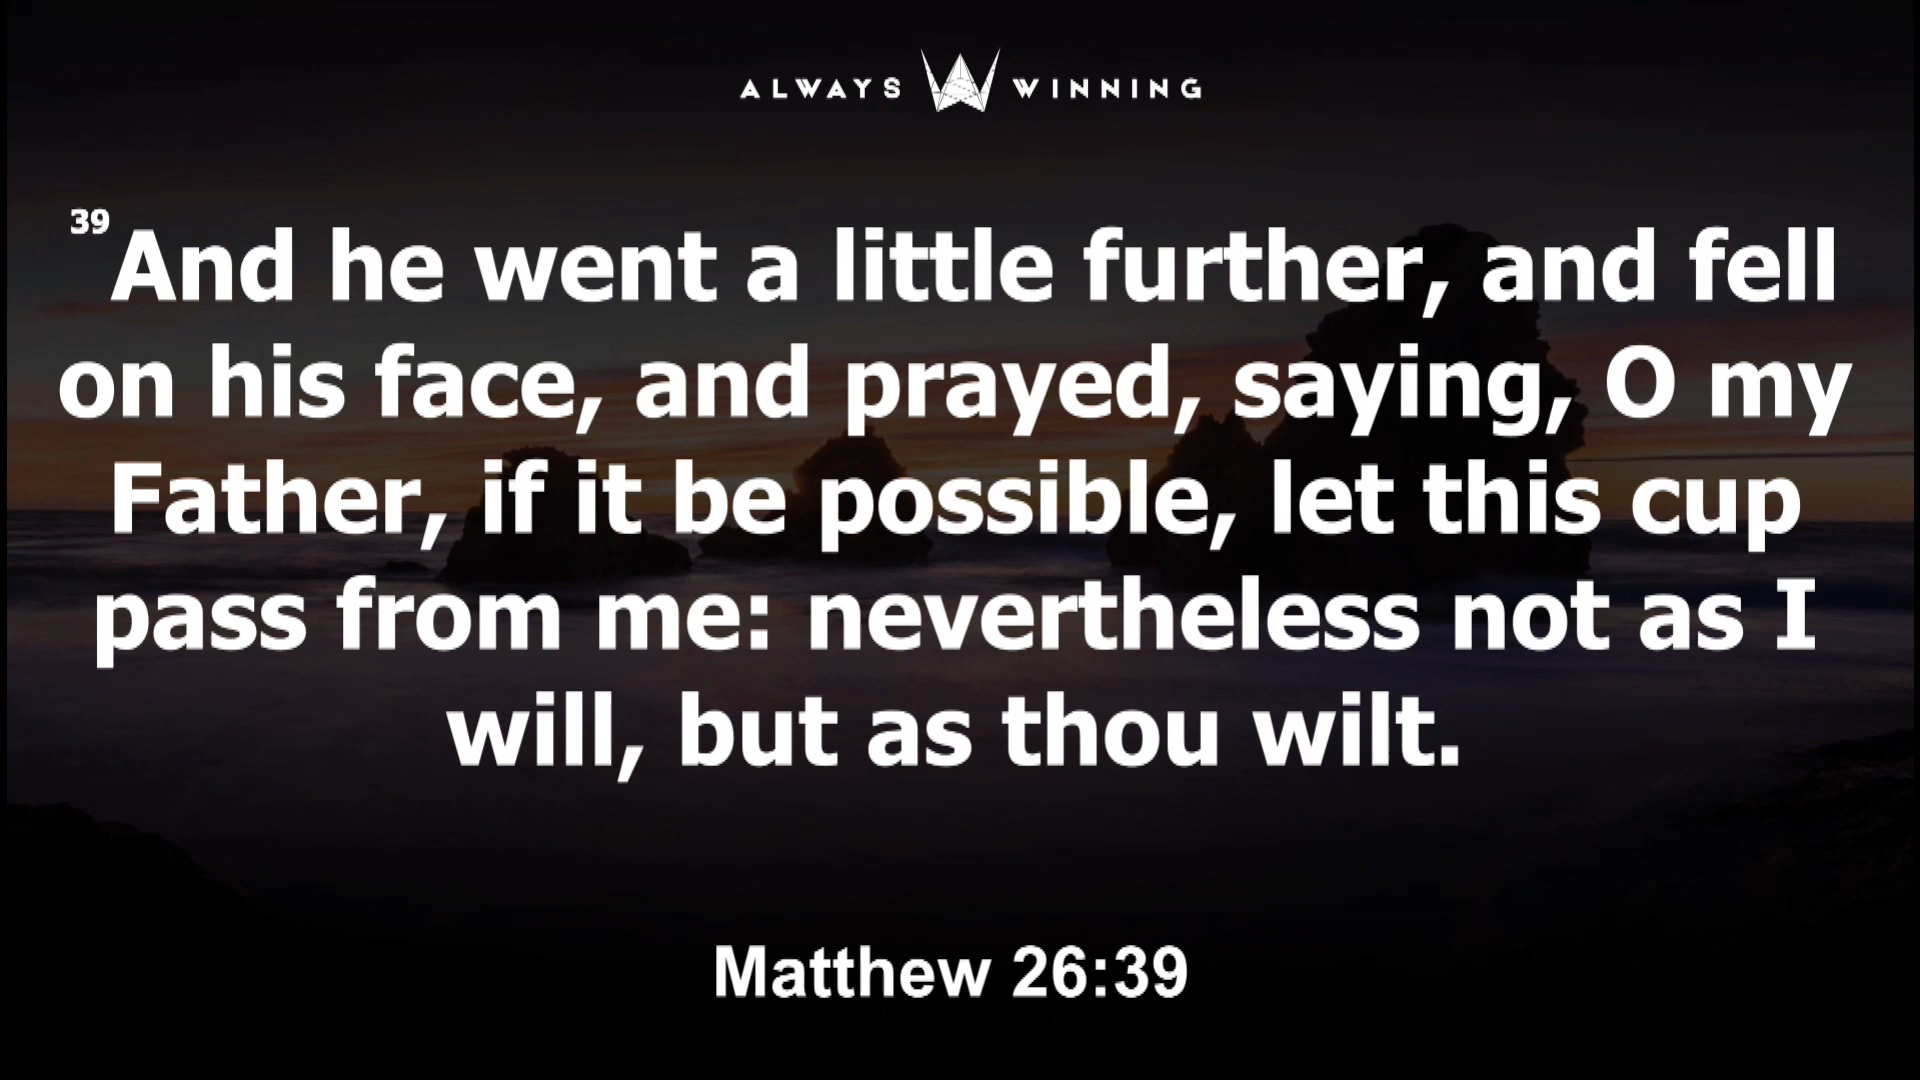 ALWAYS WINNING
39 And he went a little further, and fell
on his face, and prayed, saying, O my
Father, if it be possible, let this cup
pass from me: nevertheless not as I
will, but as thou wilt.
Matthew 26:39